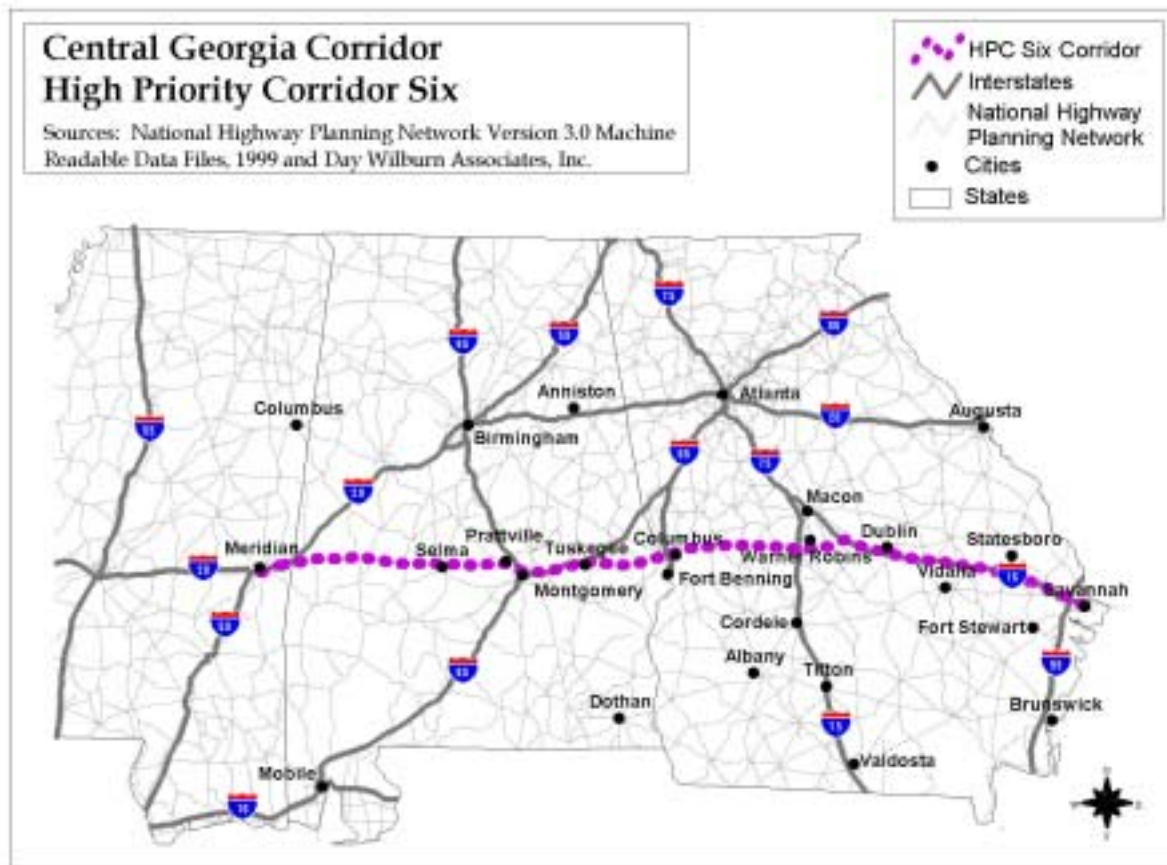 Central Georgia Corridor
High Priority Corridor Six
Sources: National Highway Planning Network Version 3.0 Machine
Readable Data Files, 1999 and Day Wilburn Associates, Inc.
HPC Six Corridor
Interstates
National Highway
Planning Network
Cities
States
Anniston
Atlanta
Columbus
Birmingham
Augusta
Macon
Prattville
Dublin
Meridian
Selma
Tuskegee
Columbus
Statesboro
Warner Robins
Vidalia
Montgomery
Fort Benning
Savannah
Cordele
Fort Stewart
Albany
Tifton
Dothan
Brunswick
Mobile
Valdosta